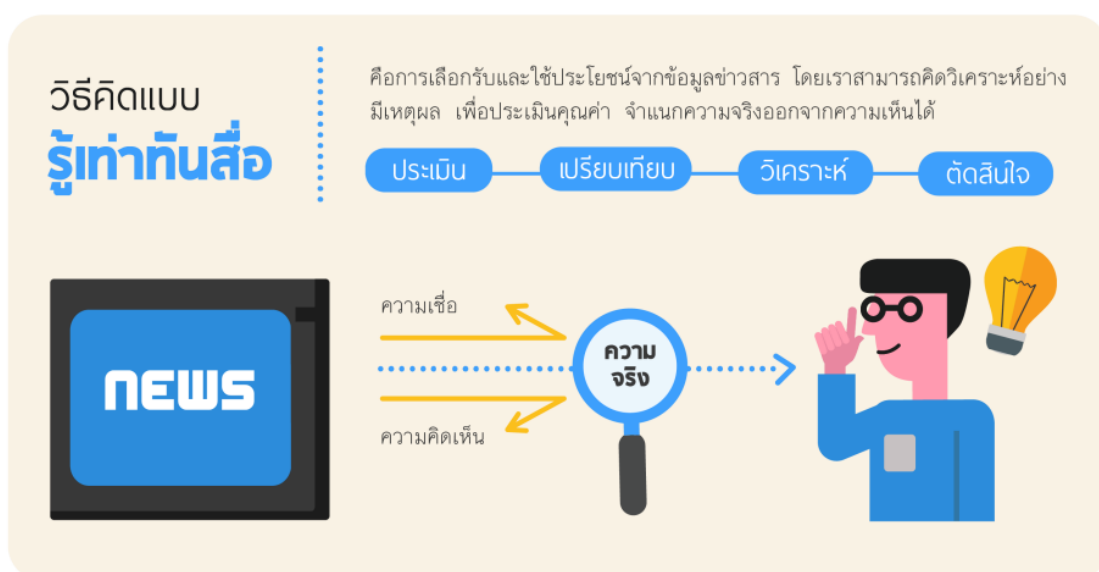 วิธีคิดแบบ
รู้เท่าทันสื่อ
คือการเลือกรับและใช้ประโยชน์จากข้อมูลข่าวสาร โดยเราสามารถคิดวิเคราะห์อย่าง
มีเหตุผล เพื่อประเมินคุณค่า จำแนกความจริงออกจากความเห็นได้
ประเมิน
เปรียบเทียบ
วิเคราะห์
ตัดสินใจ
NEWS
ความเชื่อ
ความ
จริง
ความคิดเห็น